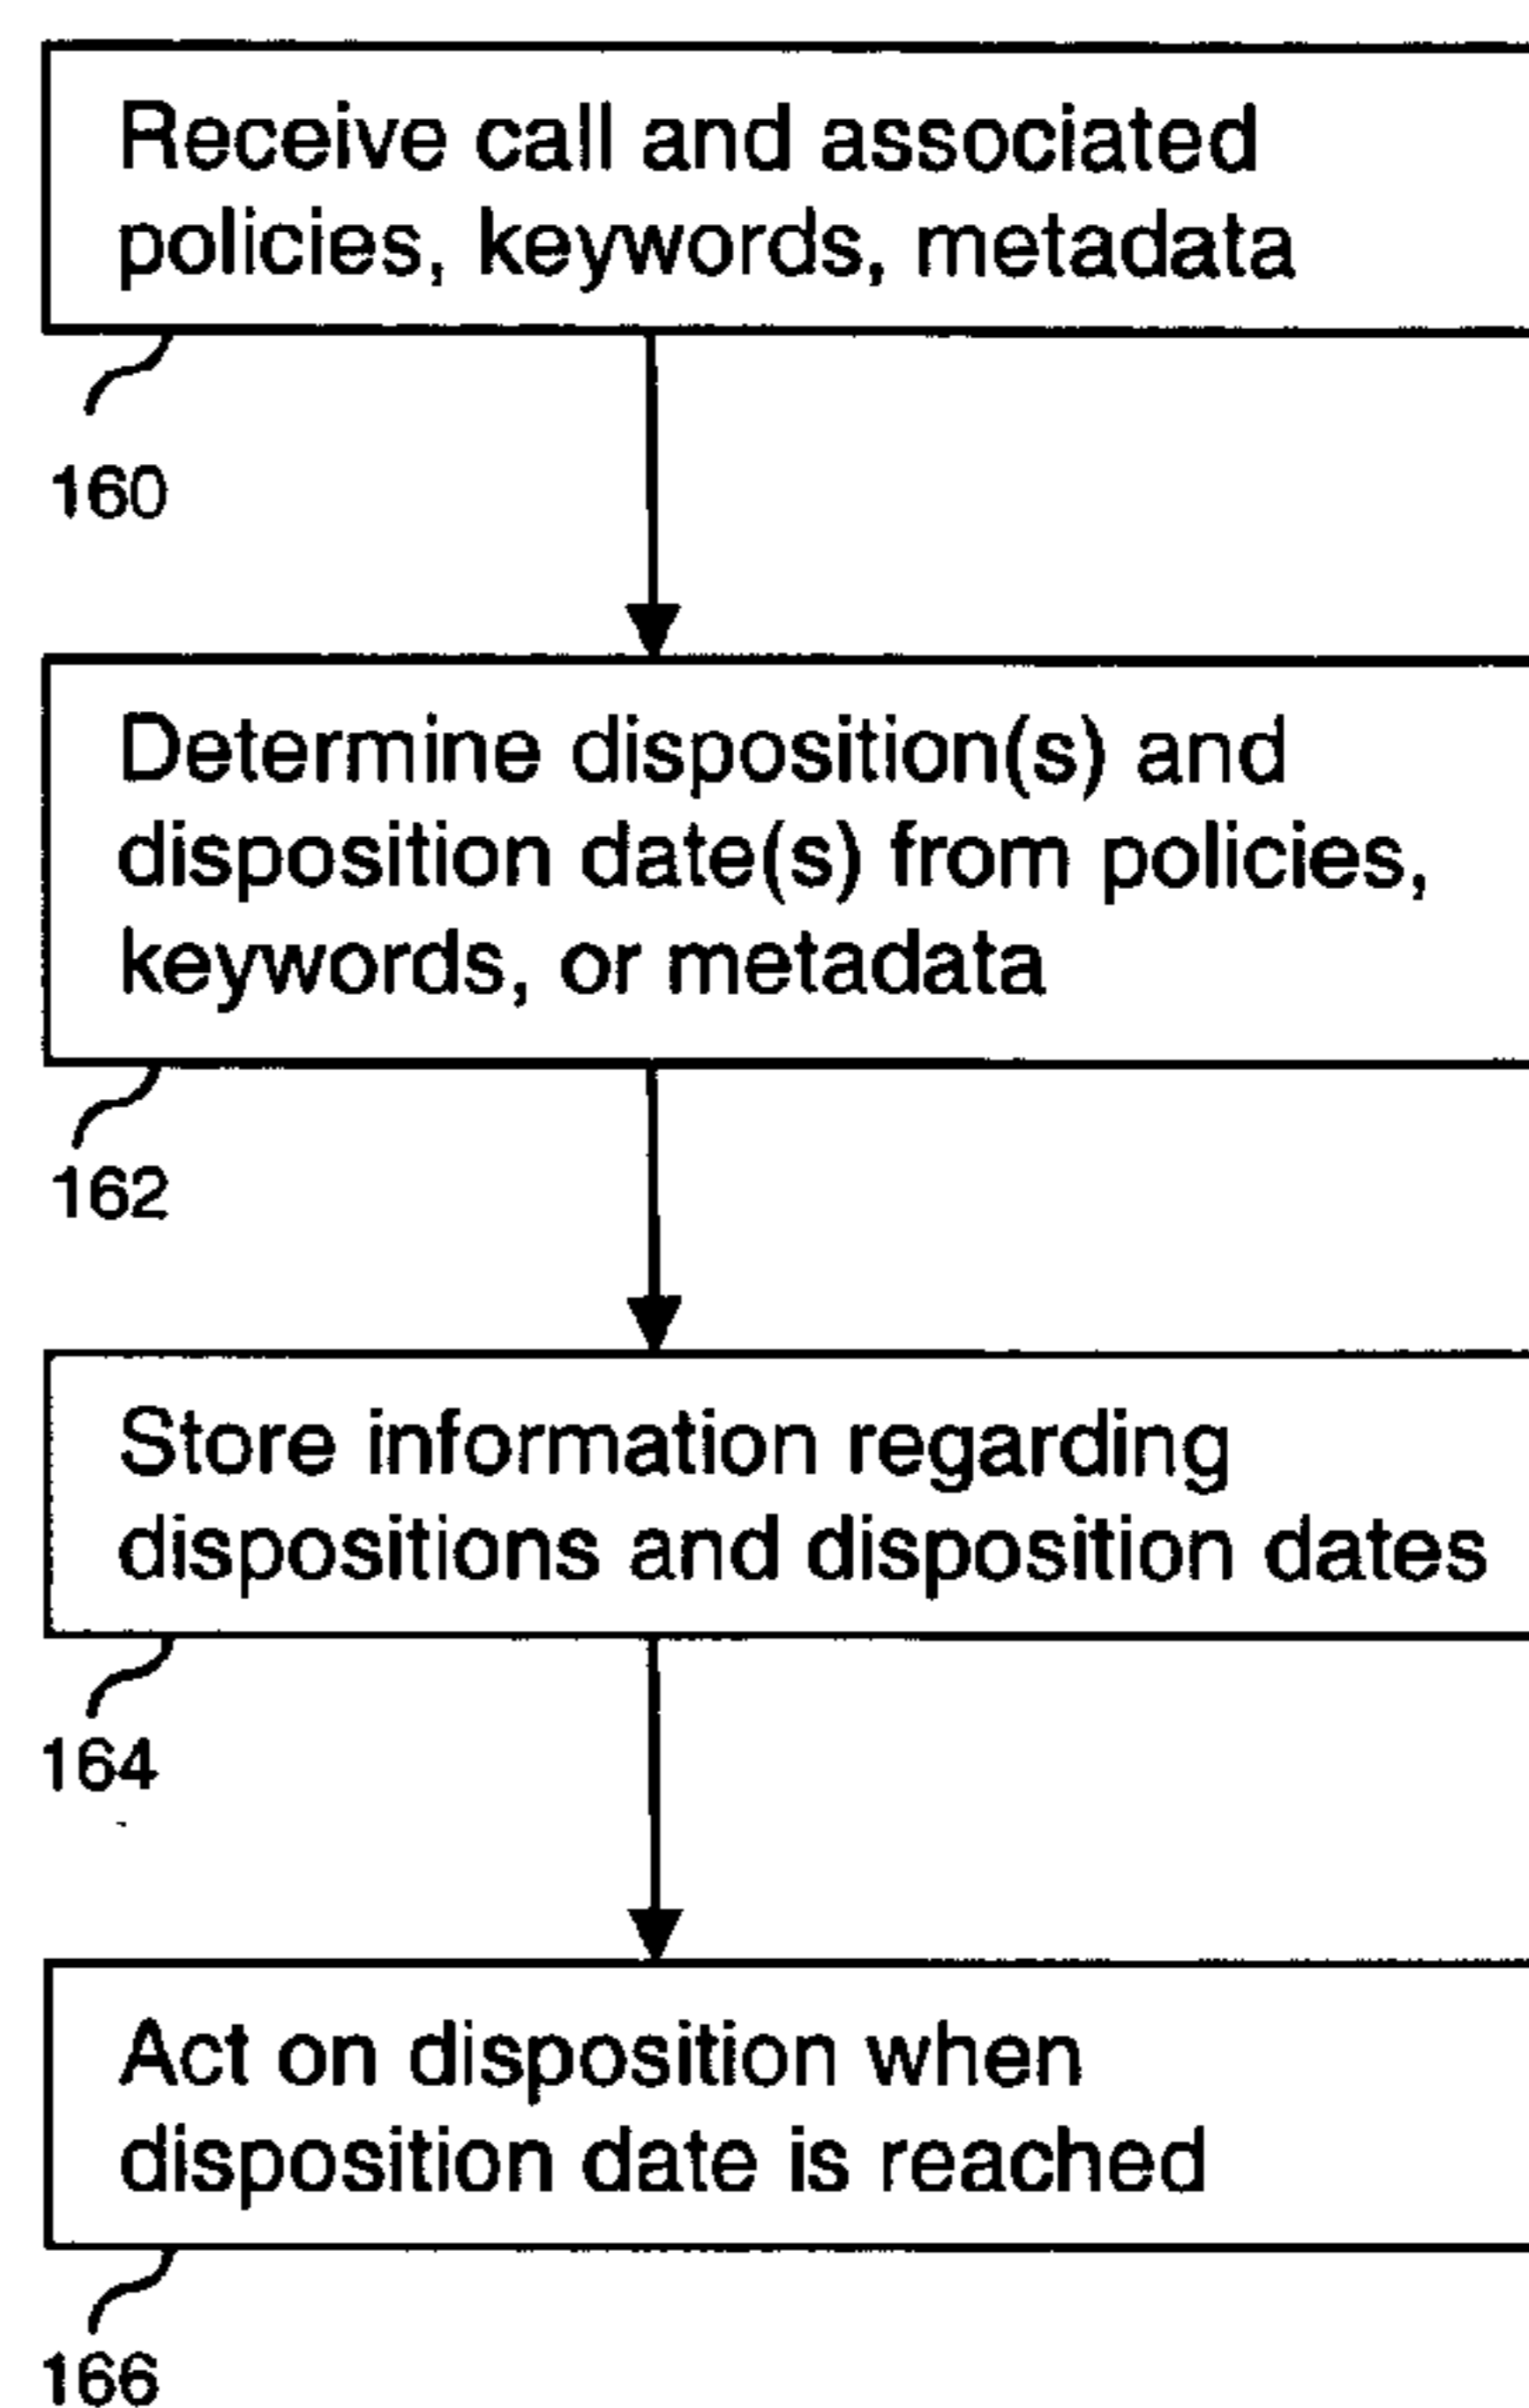 Receive call and associated
policies, keywords, metadata
160
Determine disposition(s) and
disposition date(s) from policies,
keywords, or metadata
162
Store information regarding
dispositions and disposition dates
164
Act on disposition when
disposition date is reached
166